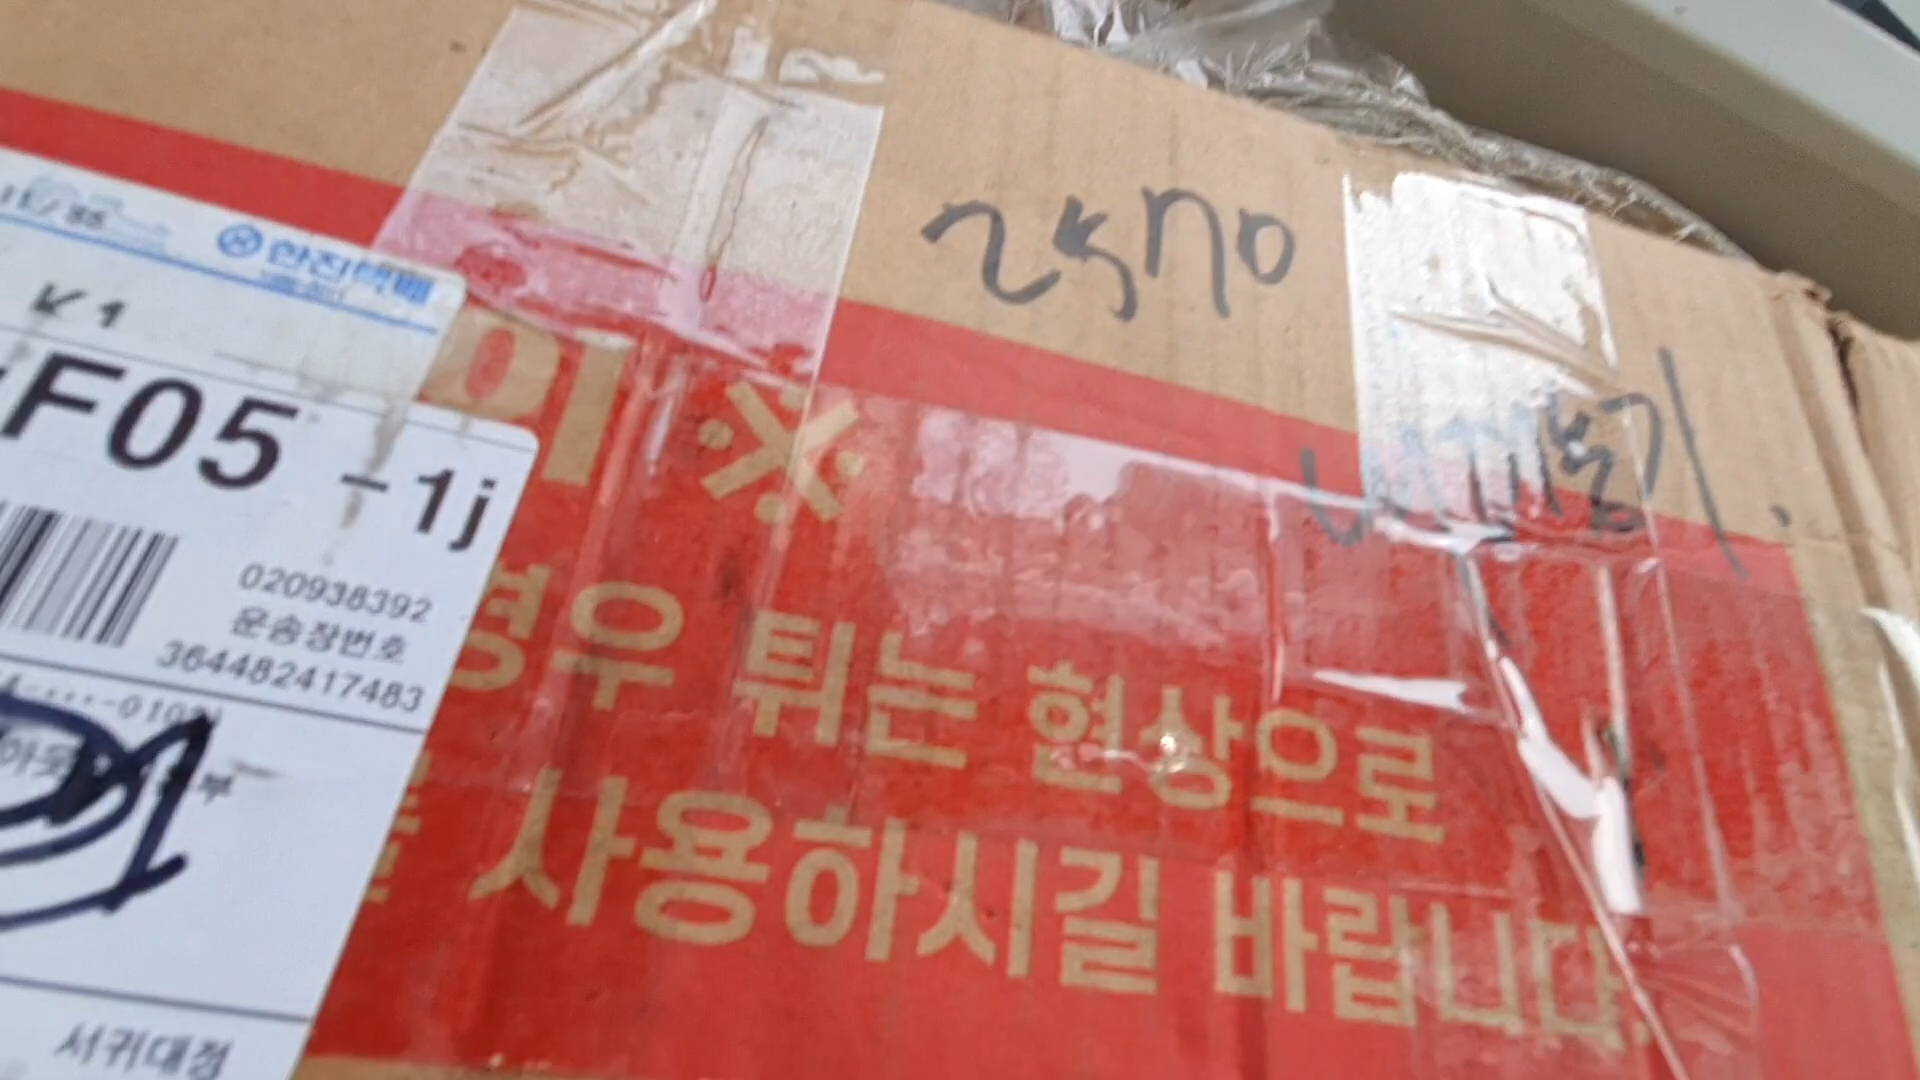 한진택배
K1
F05 -1j
020938392
운송장번호
364482417483
서귀대정
2570
이 ※
경우 튀는 현상으로
사용하시길 바랍니다.